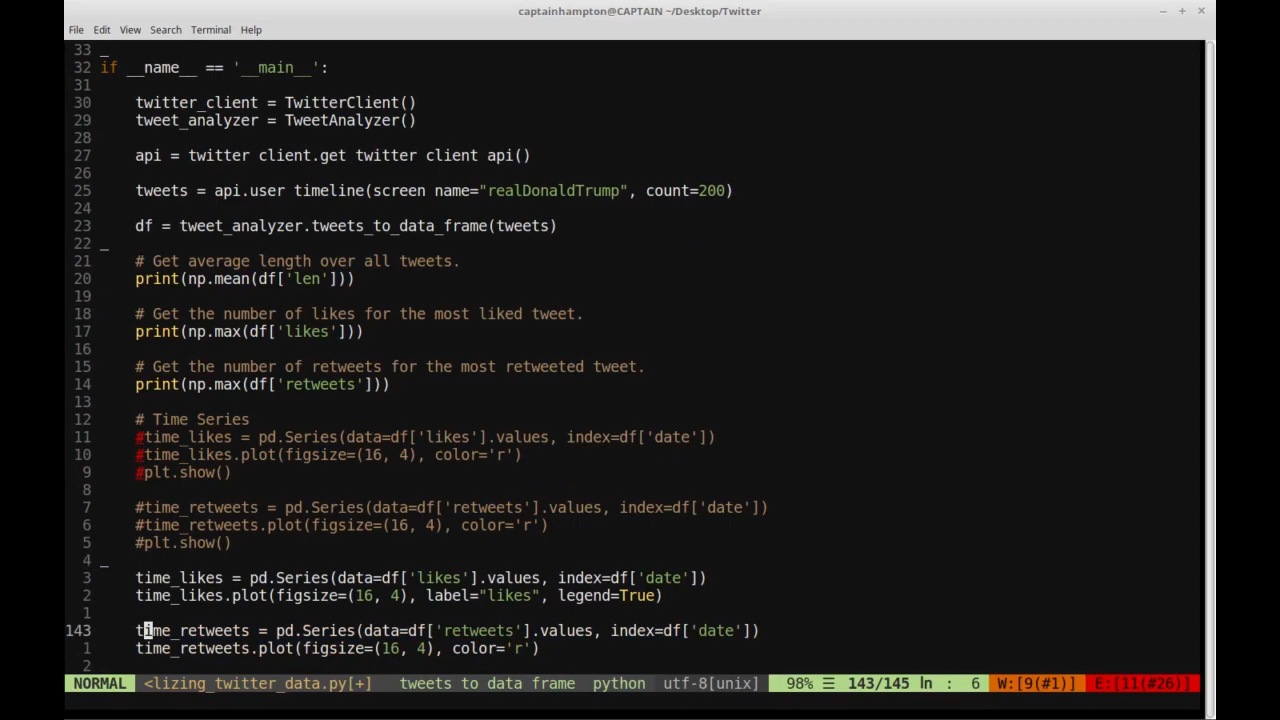 captainhampton@CAPTAIN ~/Desktop/Twitter
File Edit View Search Terminal Help
33 _
32 if __name__ == '__main__':
31
30 twitter_client = TwitterClient()
29 tweet_analyzer = TweetAnalyzer()
28
27 api = twitter client.get twitter client api()
26
25 tweets = api.user timeline(screen name="realDonaldTrump", count=200)
24
23 df = tweet_analyzer.tweets_to_data_frame(tweets)
22 _
21 # Get average length over all tweets.
20 print(np.mean(df['len']))
19
18 # Get the number of likes for the most liked tweet.
17 print(np.max(df['likes']))
16
15 # Get the number of retweets for the most retweeted tweet.
14 print(np.max(df['retweets']))
13
12 # Time Series
11 #time_likes = pd.Series(data=df['likes'].values, index=df['date'])
10 #time_likes.plot(figsize=(16, 4), color='r')
9 #plt.show()
8
7 #time_retweets = pd.Series(data=df['retweets'].values, index=df['date'])
6 #time_retweets.plot(figsize=(16, 4), color='r')
5 #plt.show()
4 _
3 time_likes = pd.Series(data=df['likes'].values, index=df['date'])
2 time_likes.plot(figsize=(16, 4), label="likes", legend=True)
1
143 time_retweets = pd.Series(data=df['retweets'].values, index=df['date'])
1 time_retweets.plot(figsize=(16, 4), color='r')
2
NORMAL <lizing_twitter_data.py[+] tweets to data frame python utf-8[unix] 98% ☰ 143/145 ln : 6 W:[9(#1)] E:[11(#26)]